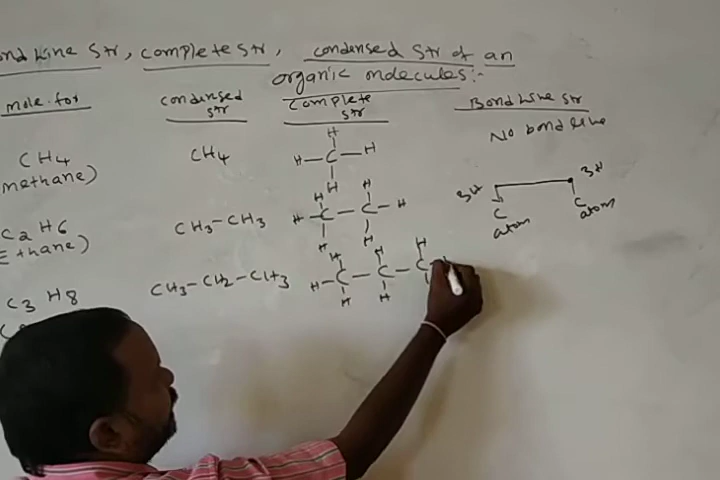 ond Line Str, complete str, condensed str of an
organic molecules:-
mole.for condensed str complete str Bond Line str
CH4 CH4 H-C-H H H No bond line
methane)
3H 3H
C atom C atom
C2H6 CH3-CH3 H H H-C-C-H H H
Ethane)
C3H8 CH3-CH2-CH3 H H H H-C-C-C H H